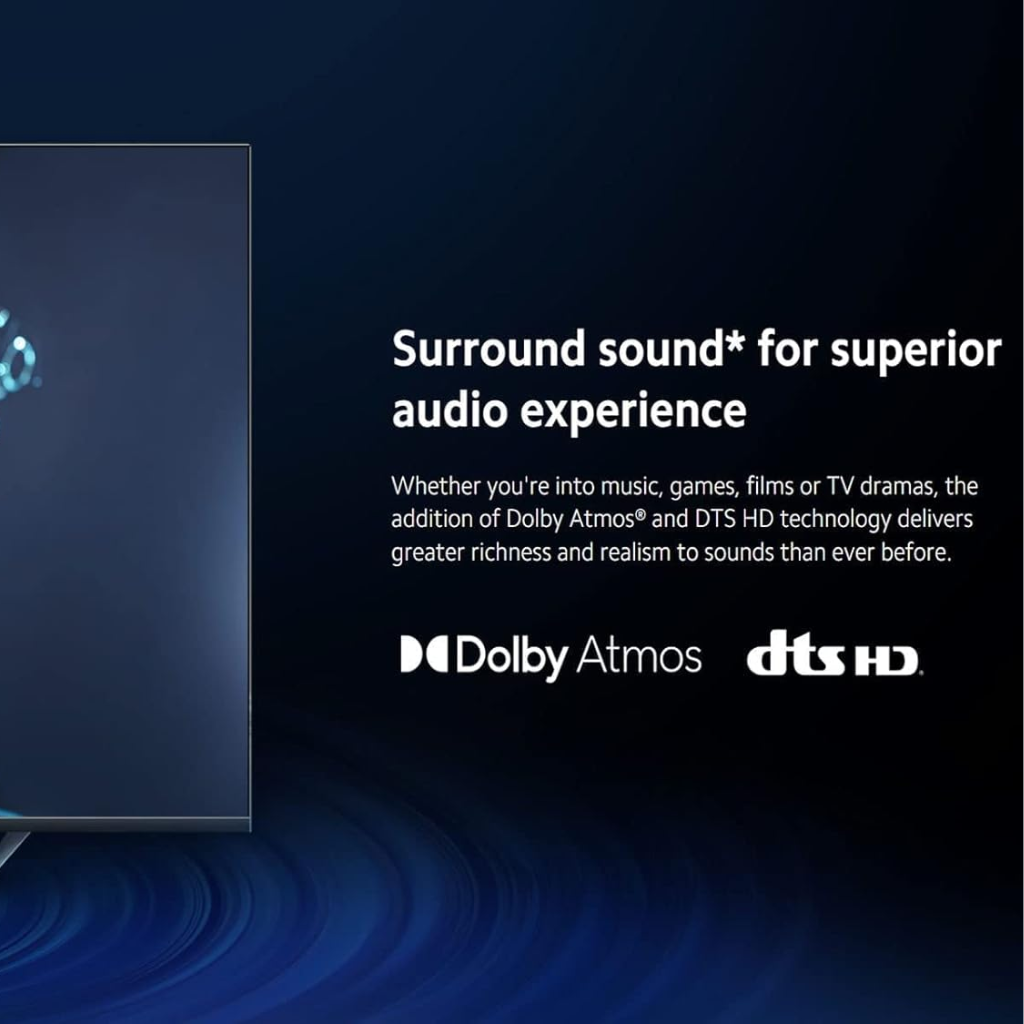 Surround sound* for superior
audio experience
Whether you're into music, games, films or TV dramas, the
addition of Dolby Atmos® and DTS HD technology delivers
greater richness and realism to sounds than ever before.
Dolby Atmos dts HD